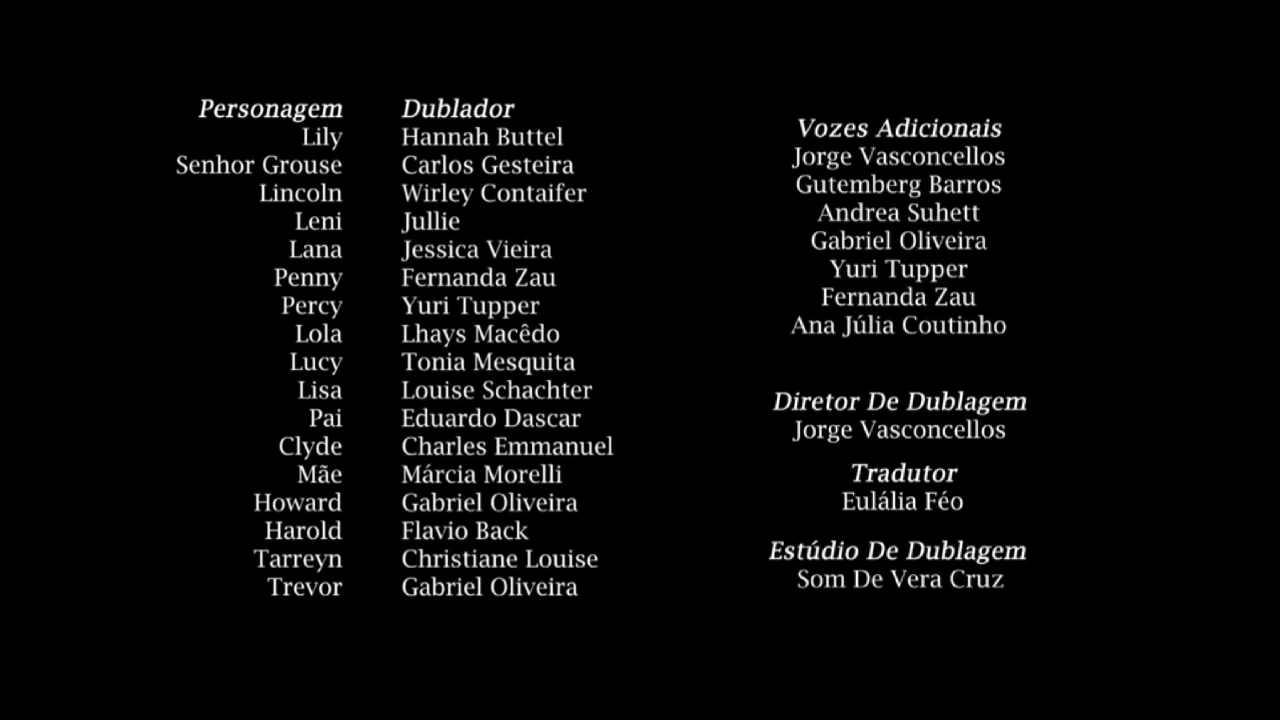 Personagem Dublador
Lily Hannah Buttel
Senhor Grouse Carlos Gesteira
Lincoln Wirley Contaifer
Leni Jullie
Lana Jessica Vieira
Penny Fernanda Zau
Percy Yuri Tupper
Lola Lhays Macêdo
Lucy Tonia Mesquita
Lisa Louise Schachter
Pai Eduardo Dascar
Clyde Charles Emmanuel
Mãe Márcia Morelli
Howard Gabriel Oliveira
Harold Flavio Back
Tarreyn Christiane Louise
Trevor Gabriel Oliveira
Vozes Adicionais
Jorge Vasconcellos
Gutemberg Barros
Andrea Suhett
Gabriel Oliveira
Yuri Tupper
Fernanda Zau
Ana Júlia Coutinho
Diretor De Dublagem
Jorge Vasconcellos
Tradutor
Eulália Féo
Estúdio De Dublagem
Som De Vera Cruz